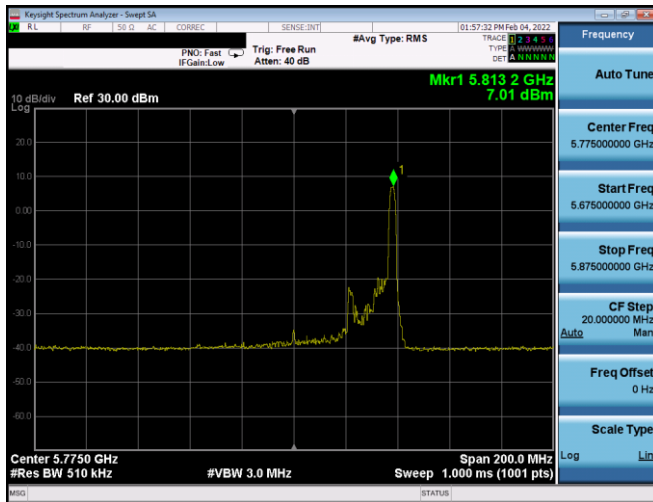 Keysight Spectrum Analyzer - Swept SA
RL RF 50 Ω AC CORREC SENSE:INT 01:57:32 PM Feb 04, 2022
#Avg Type: RMS TRACE 1 2 3 4 5 6
PNO: Fast Trig: Free Run TYPE A WWWWW
IFGain:Low Atten: 40 dB DET A N N N N N
Mkr1 5.813 2 GHz
7.01 dBm
10 dB/div Ref 30.00 dBm
Log
20.0
10.0
0.00
-10.0
-20.0
-30.0
-40.0
-50.0
-60.0
1
Center 5.7750 GHz Span 200.0 MHz
#Res BW 510 kHz #VBW 3.0 MHz Sweep 1.000 ms (1001 pts)
MSG STATUS
Frequency
Auto Tune
Center Freq
5.775000000 GHz
Start Freq
5.675000000 GHz
Stop Freq
5.875000000 GHz
CF Step
20.000000 MHz
Auto Man
Freq Offset
0 Hz
Scale Type
Log Lin